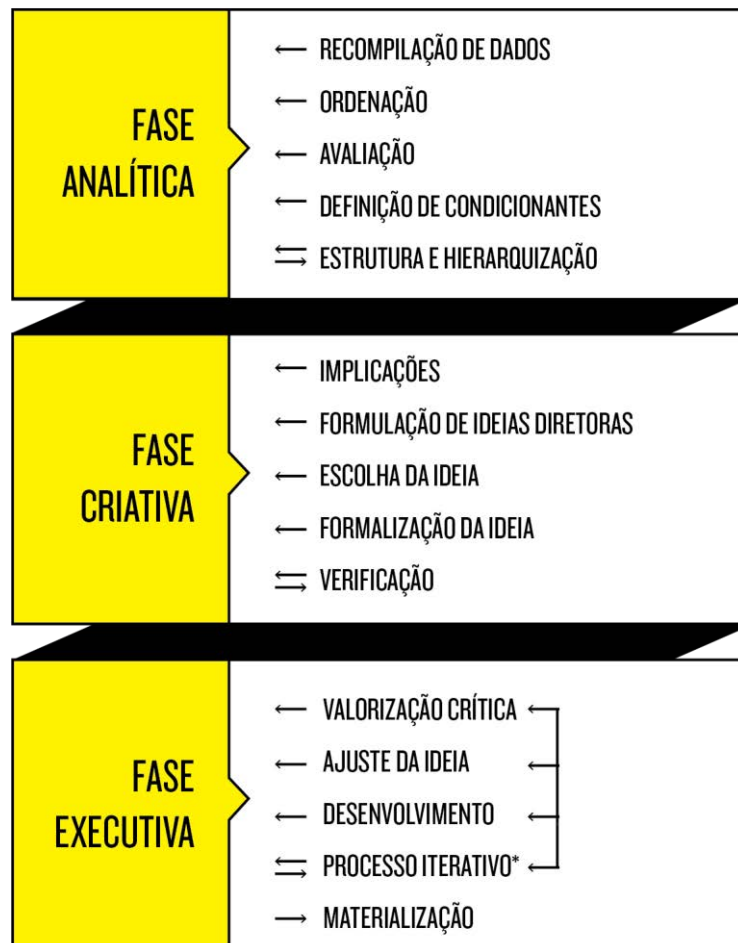 FASE
ANALÍTICA
RECOMPILAÇÃO DE DADOS
ORDENAÇÃO
AVALIAÇÃO
DEFINIÇÃO DE CONDICIONANTES
ESTRUTURA E HIERARQUIZAÇÃO
FASE
CRIATIVA
IMPLICAÇÕES
FORMULAÇÃO DE IDEIAS DIRETORAS
ESCOLHA DA IDEIA
FORMALIZAÇÃO DA IDEIA
VERIFICAÇÃO
FASE
EXECUTIVA
VALORIZAÇÃO CRÍTICA
AJUSTE DA IDEIA
DESENVOLVIMENTO
PROCESSO ITERATIVO*
MATERIALIZAÇÃO